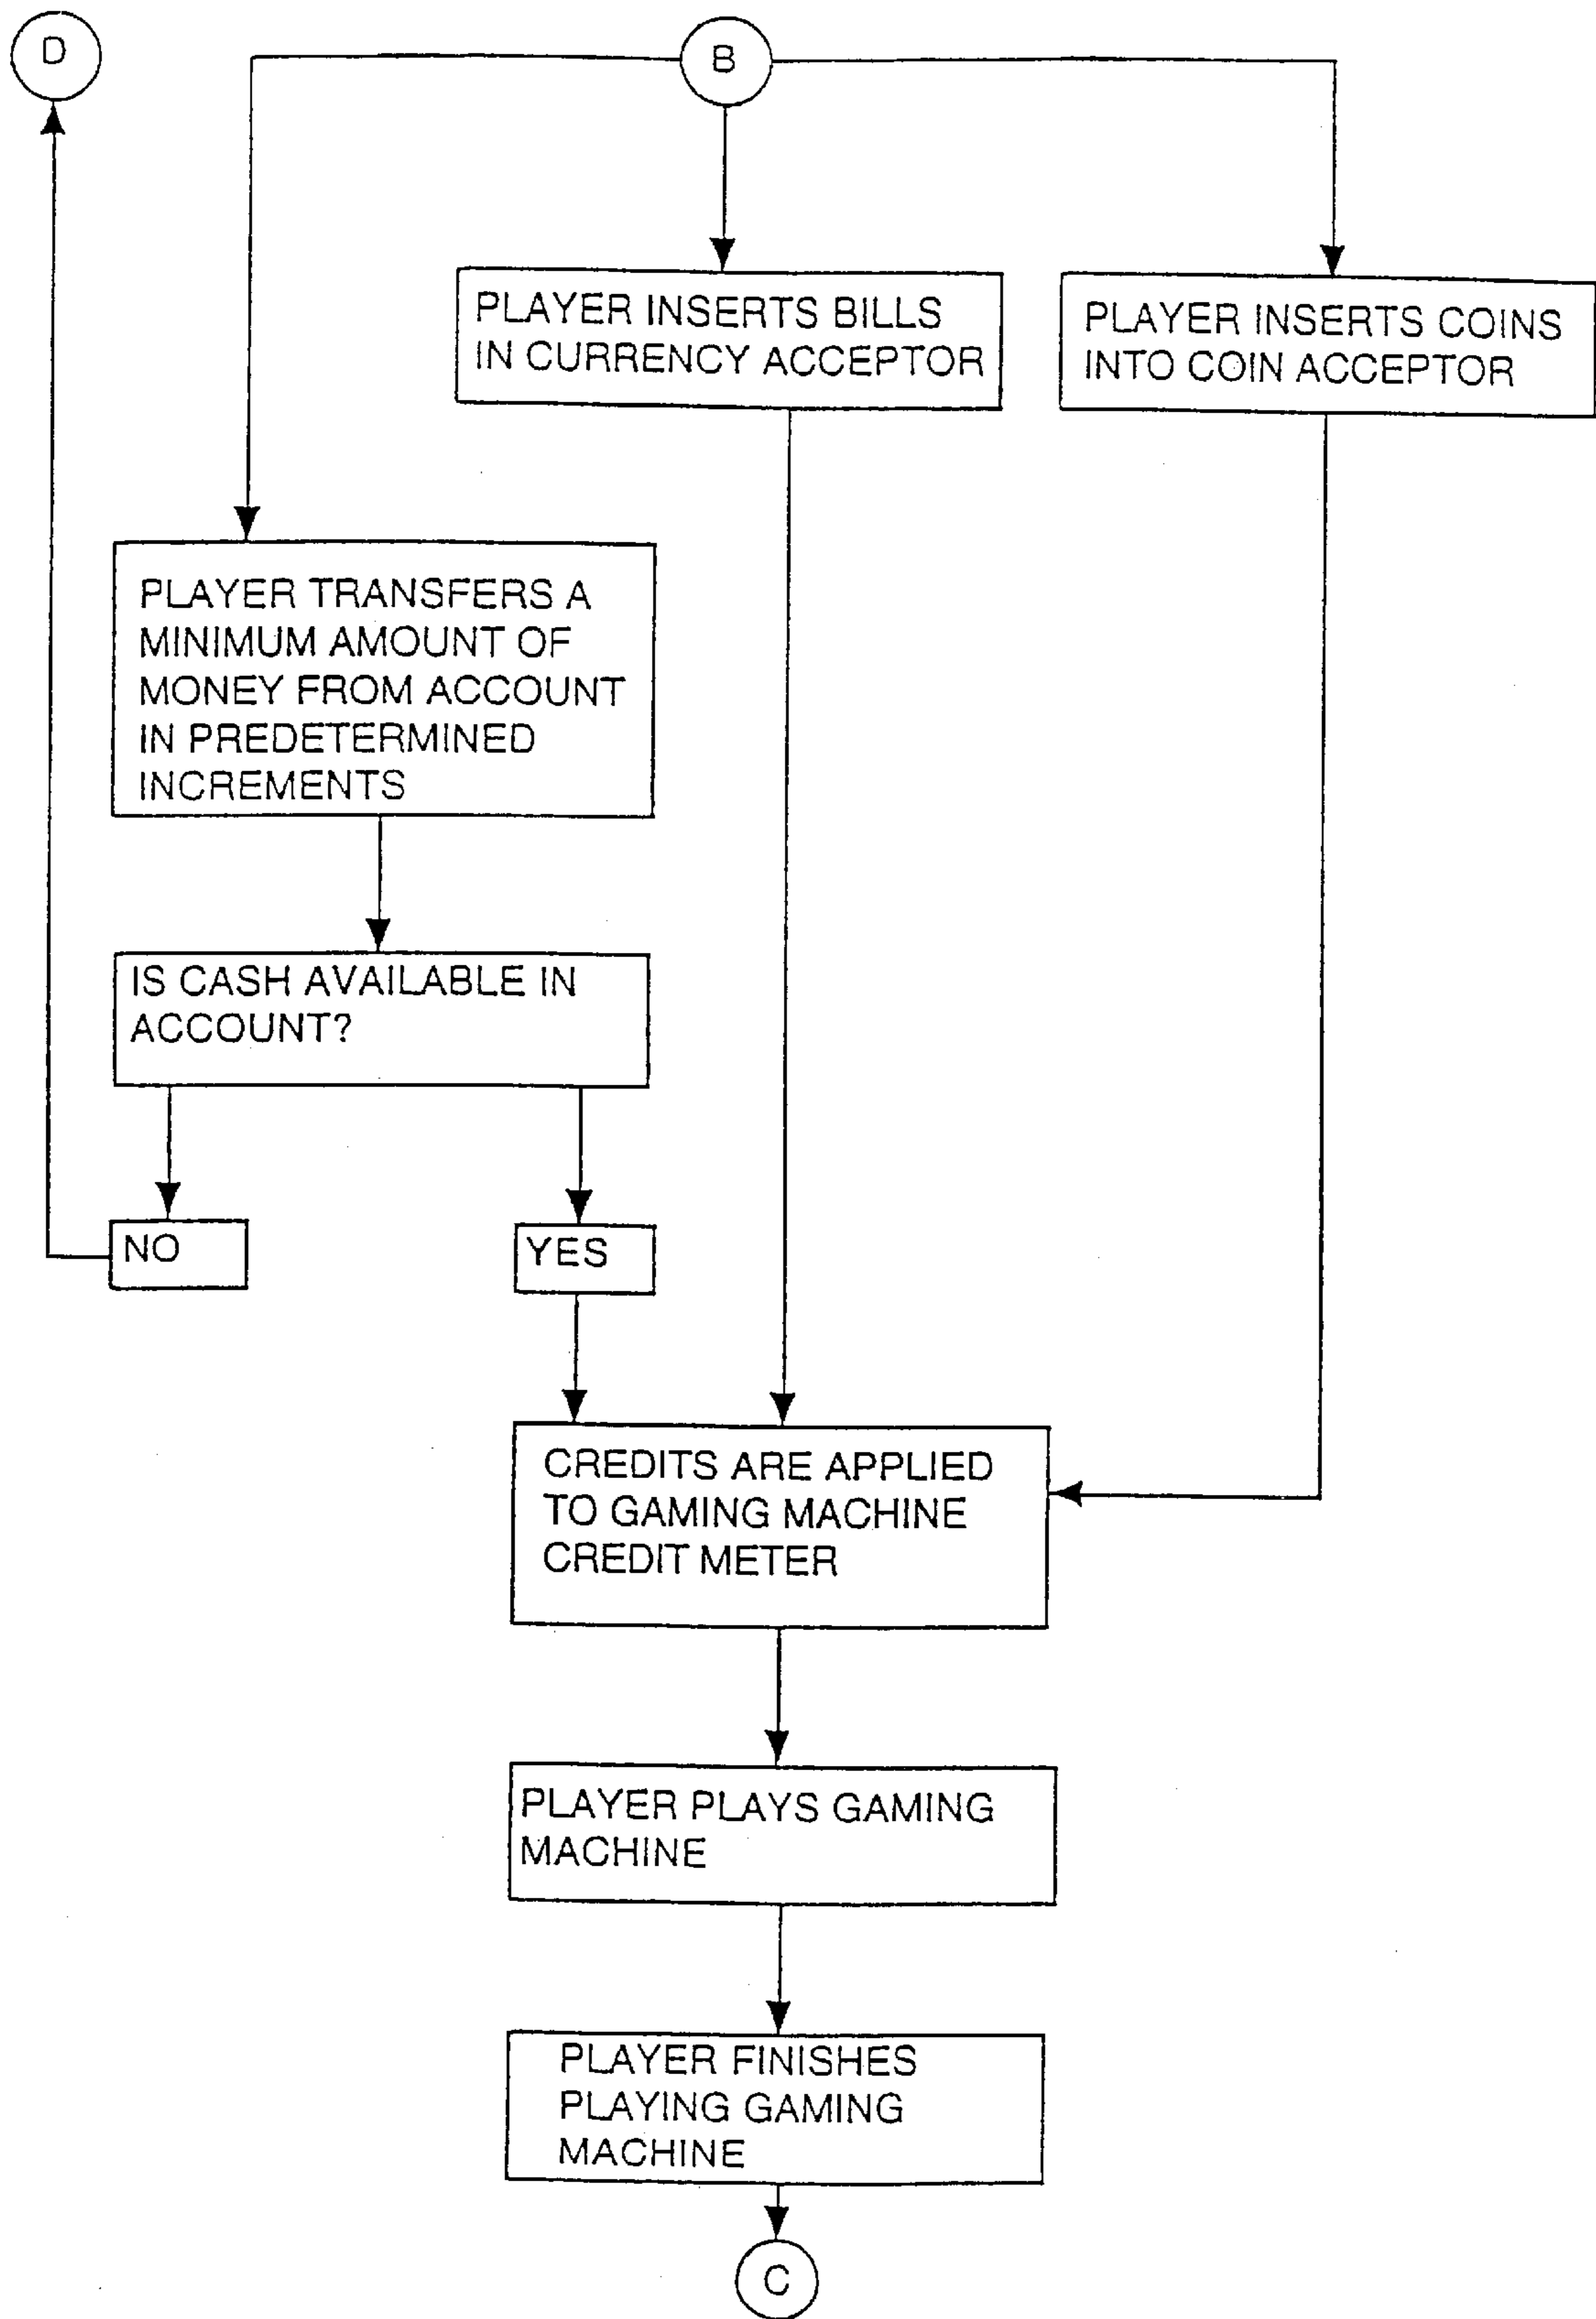 D
B
PLAYER INSERTS BILLS
IN CURRENCY ACCEPTOR
PLAYER INSERTS COINS
INTO COIN ACCEPTOR
PLAYER TRANSFERS A
MINIMUM AMOUNT OF
MONEY FROM ACCOUNT
IN PREDETERMINED
INCREMENTS
IS CASH AVAILABLE IN
ACCOUNT?
NO
YES
CREDITS ARE APPLIED
TO GAMING MACHINE
CREDIT METER
PLAYER PLAYS GAMING
MACHINE
PLAYER FINISHES
PLAYING GAMING
MACHINE
C